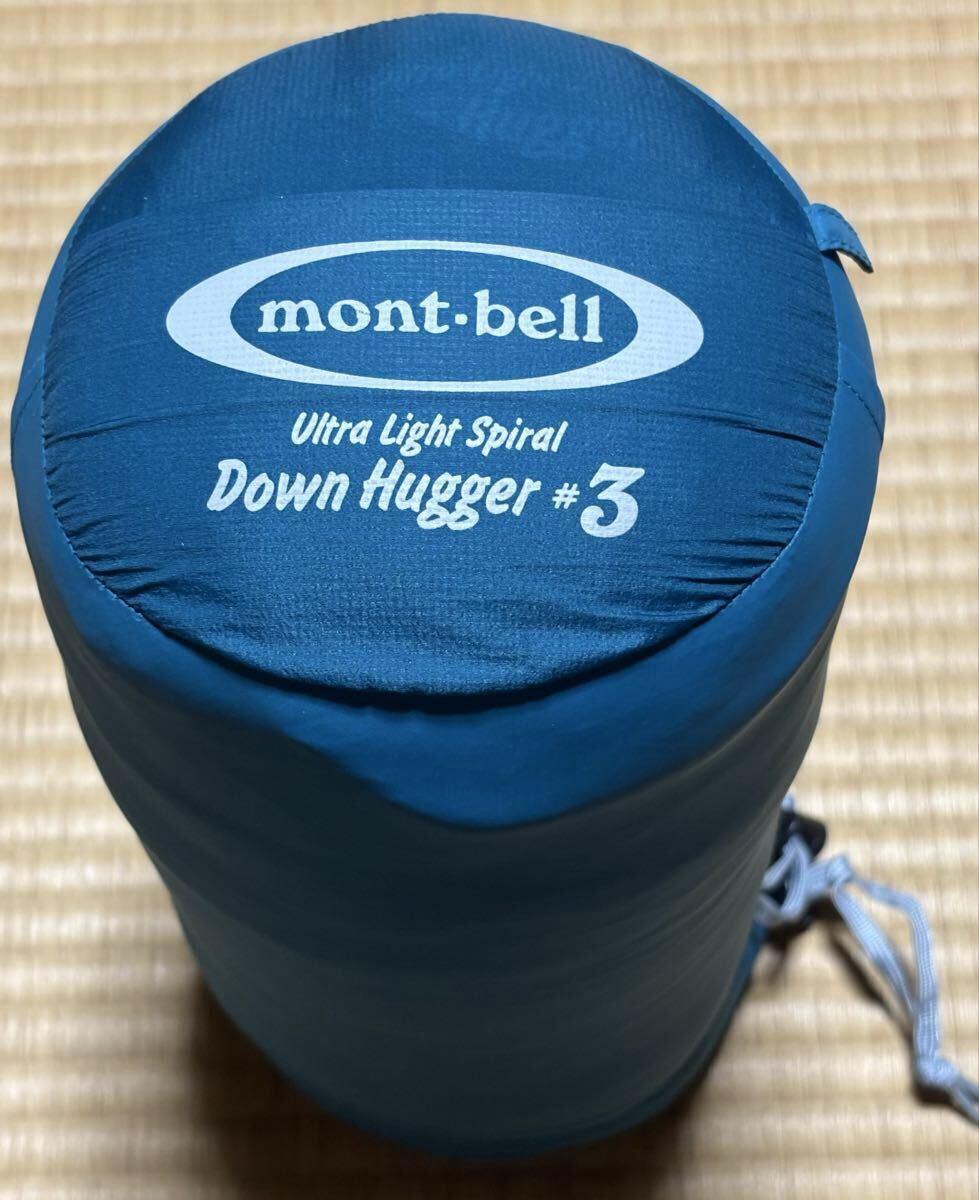 mont-bell
Ultra Light Spiral
Down Hugger #3